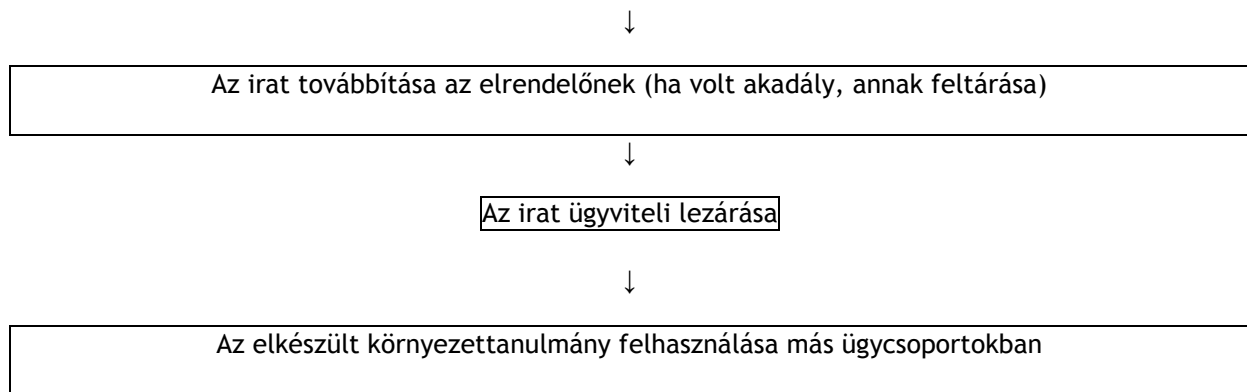 ↓
Az irat továbbítása az elrendelőnek (ha volt akadály, annak feltárása)
↓
Az irat ügyviteli lezárása
↓
Az elkészült környezettanulmány felhasználása más ügycsoportokban